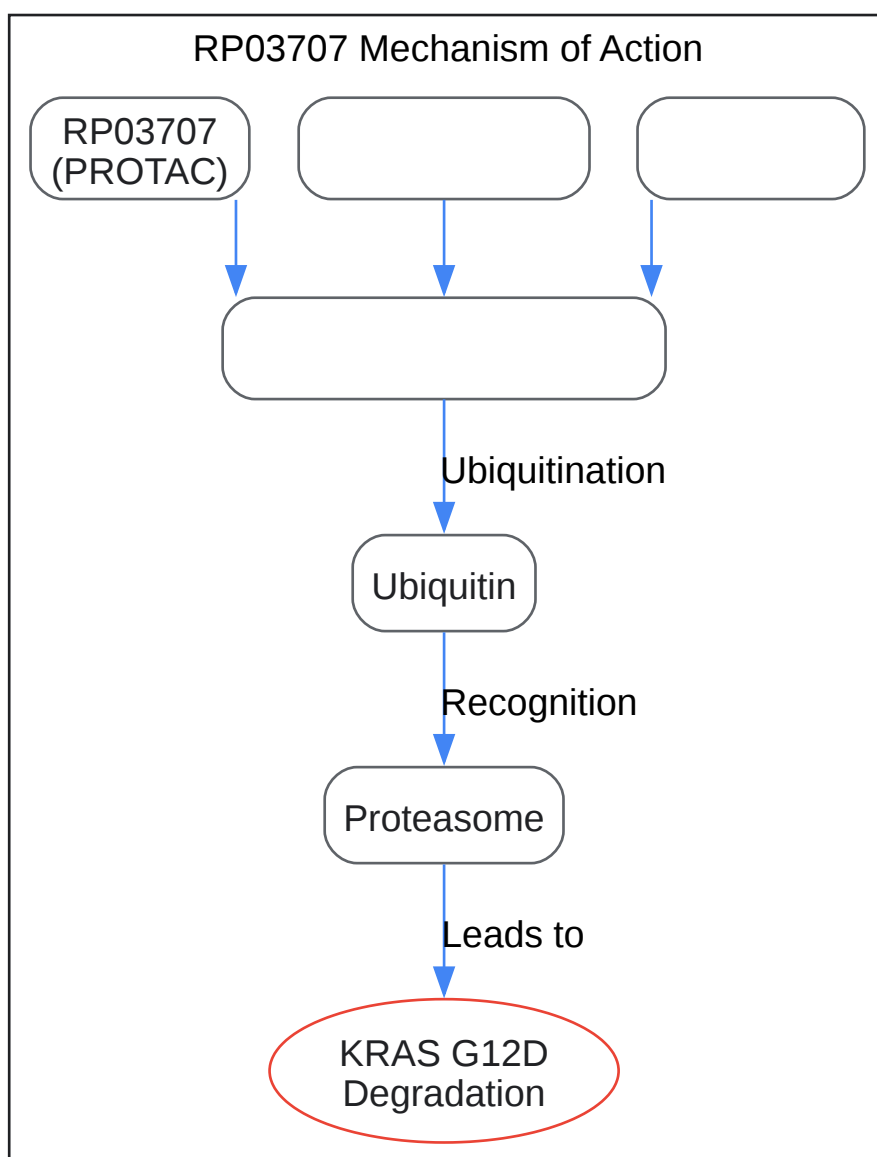 RP03707 Mechanism of Action
RP03707
(PROTAC)
Ubiquitination
Ubiquitin
Recognition
Proteasome
Leads to
KRAS G12D
Degradation